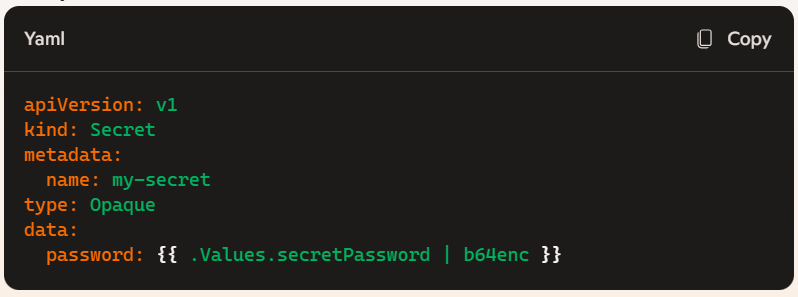 Yaml
Copy
apiVersion: v1
kind: Secret
metadata:
  name: my-secret
type: Opaque
data:
  password: {{ .Values.secretPassword | b64enc }}